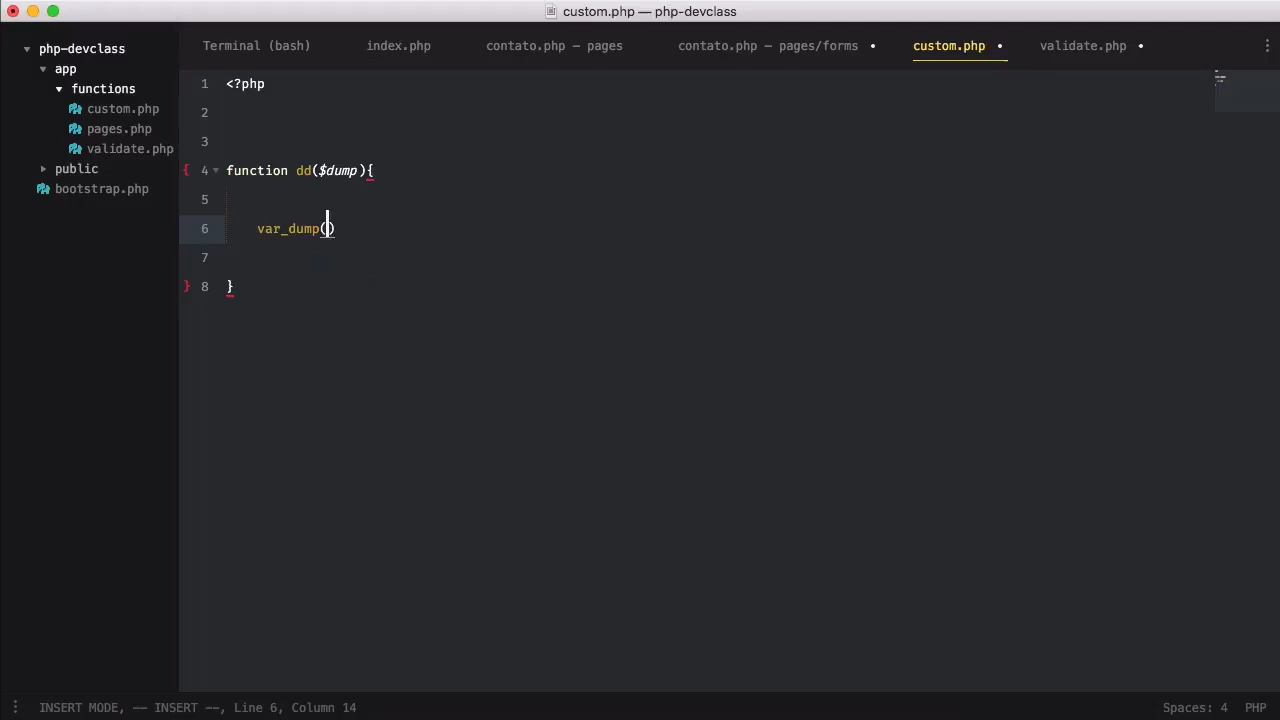 custom.php — php-devclass
php-devclass
app
functions
custom.php
pages.php
validate.php
public
bootstrap.php
Terminal (bash)
index.php
contato.php — pages
contato.php — pages/forms
custom.php
validate.php
1 <?php
2
3
{ 4 function dd($dump){
5
6 var_dump()
7
} 8 }
INSERT MODE, —— INSERT ——, Line 6, Column 14
Spaces: 4
PHP